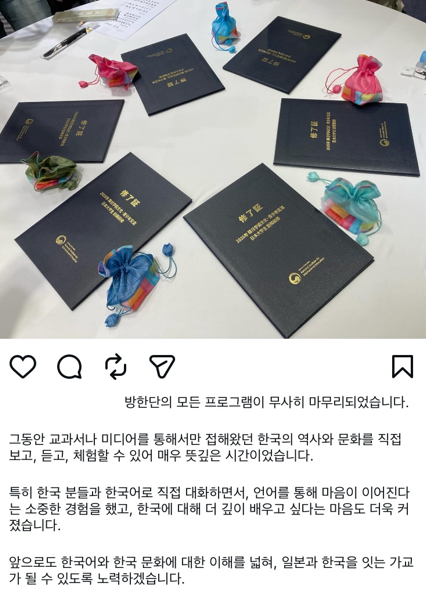 修了証
修了証
修了証
修了証
방한단의 모든 프로그램이 무사히 마무리되었습니다.
그동안 교과서나 미디어를 통해서만 접해왔던 한국의 역사와 문화를 직접
보고, 듣고, 체험할 수 있어 매우 뜻깊은 시간이었습니다.
특히 한국 분들과 한국어로 직접 대화하면서, 언어를 통해 마음이 이어진다
는 소중한 경험을 했고, 한국에 대해 더 깊이 배우고 싶다는 마음도 더욱 커
졌습니다.
앞으로도 한국어와 한국 문화에 대한 이해를 넓혀, 일본과 한국을 잇는 가교
가 될 수 있도록 노력하겠습니다.